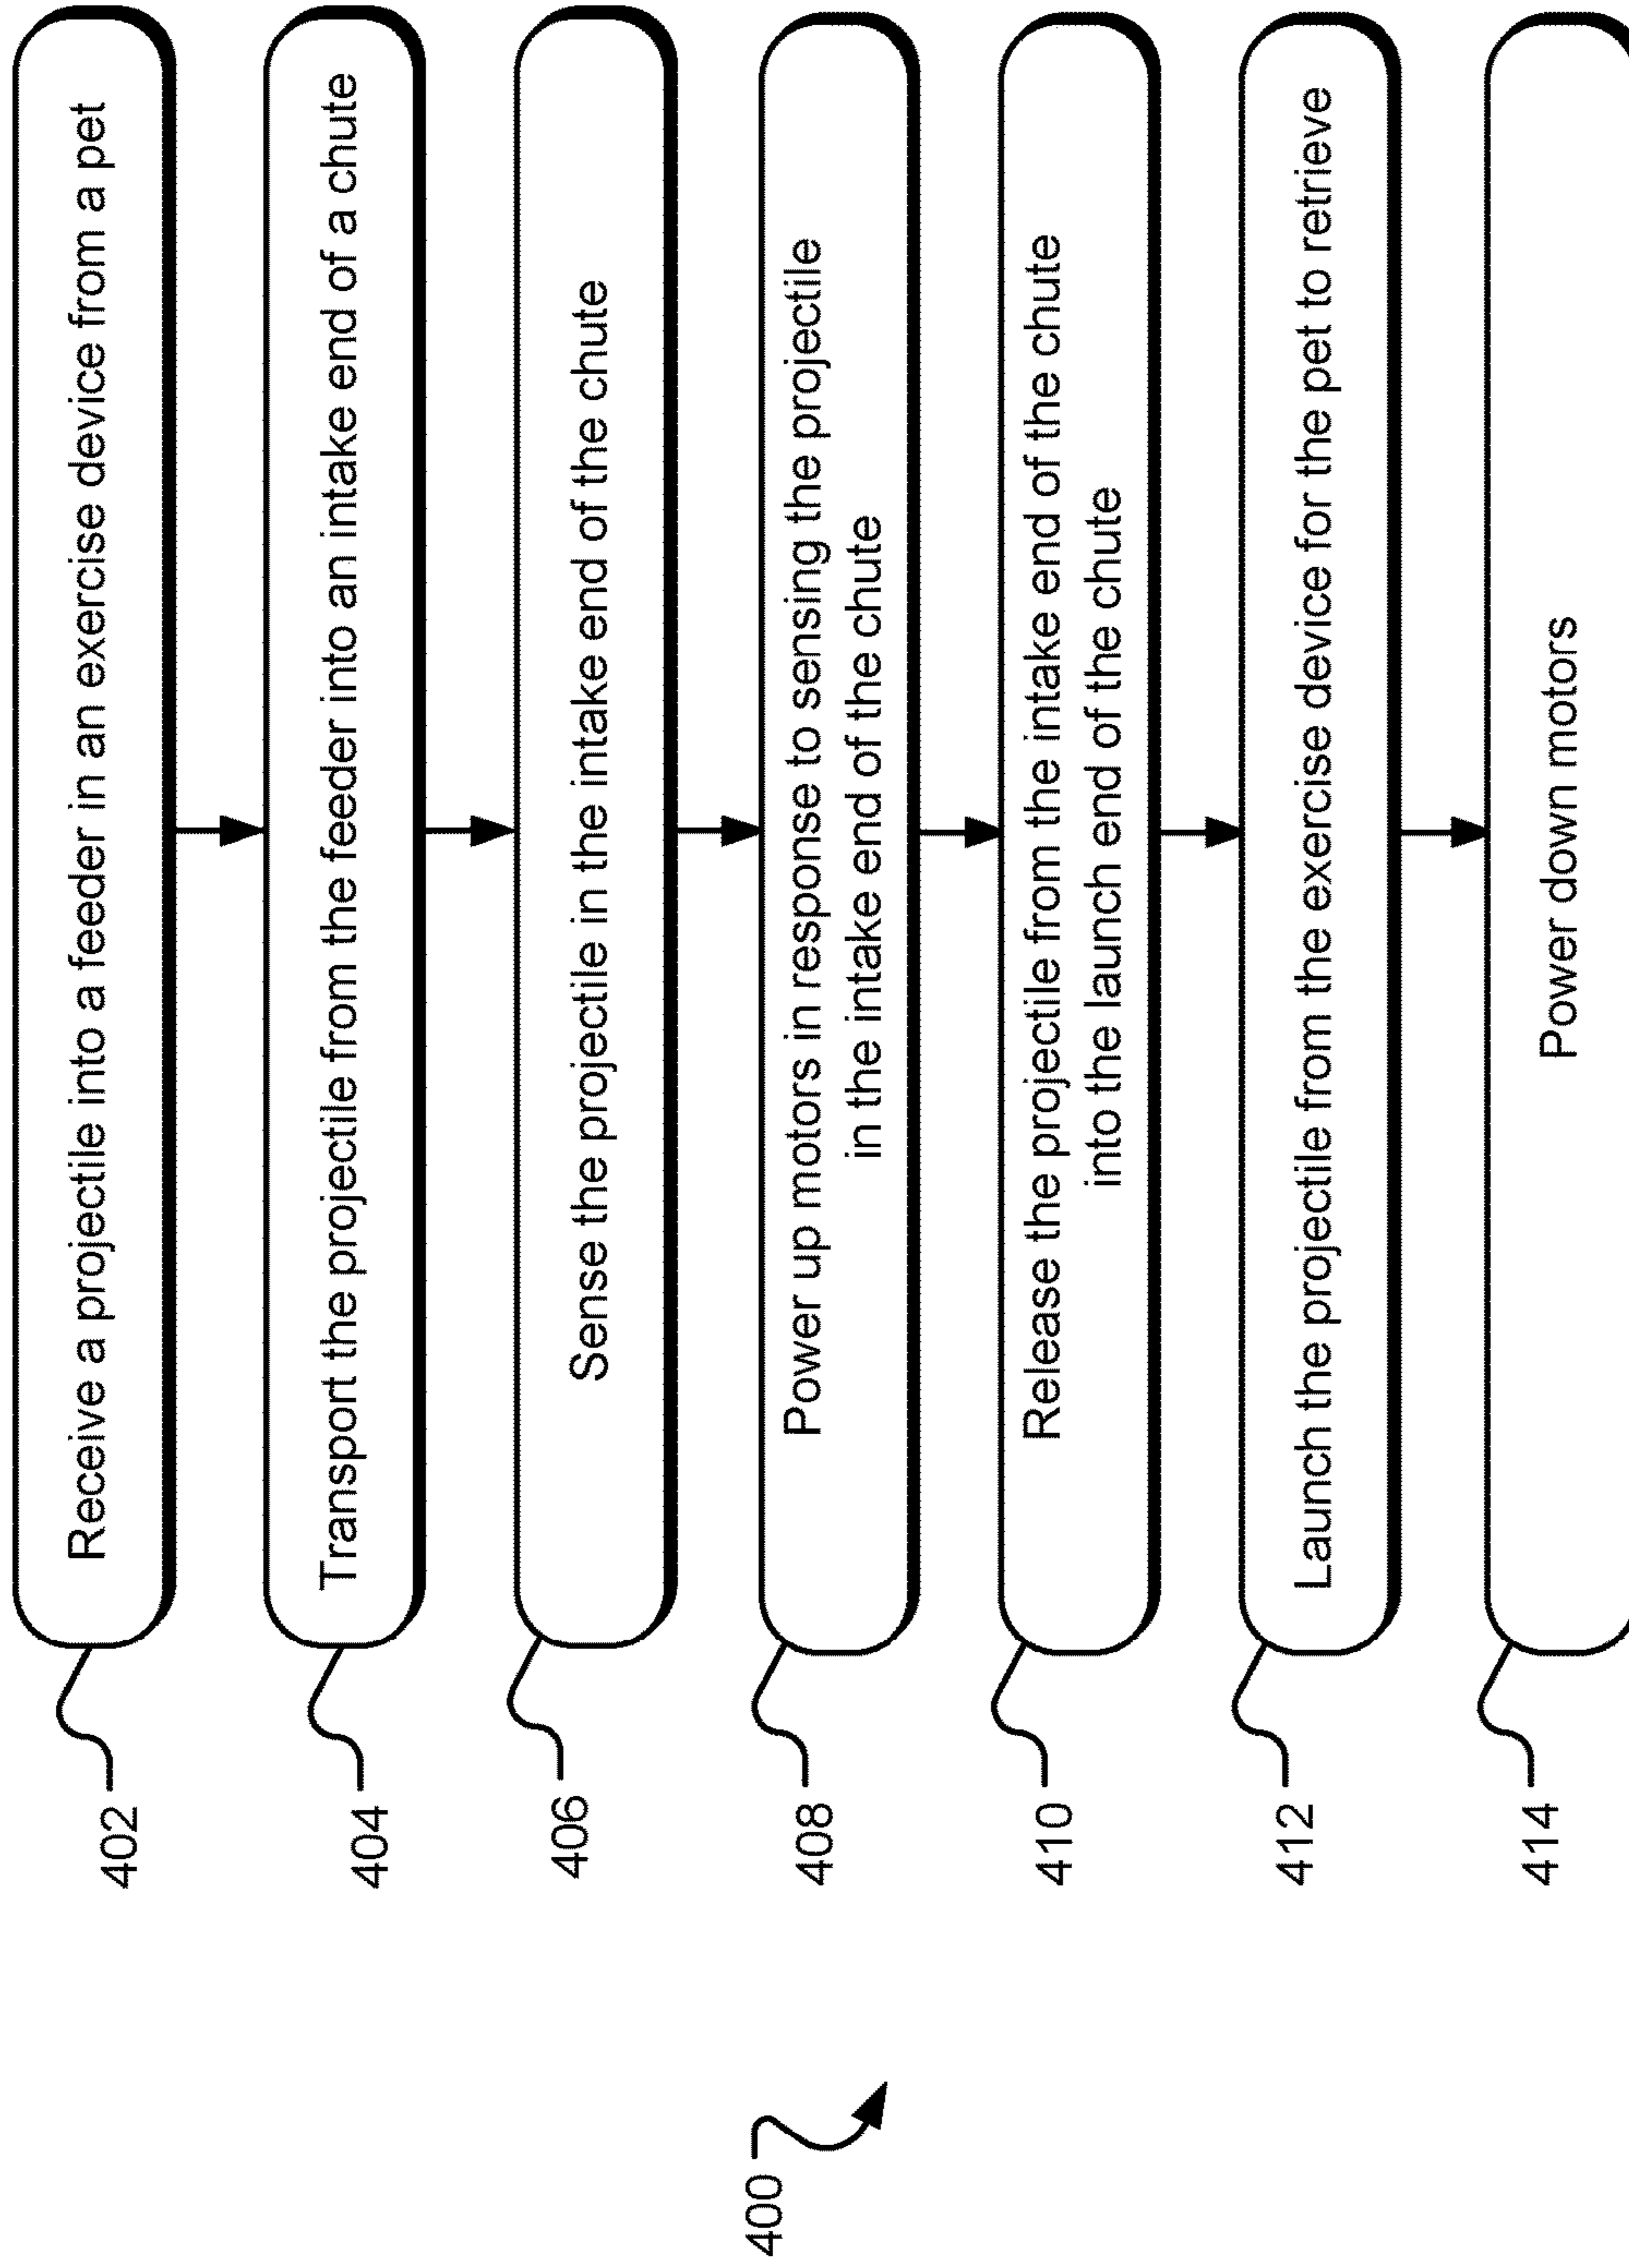 400
402
Receive a projectile into a feeder in an exercise device from a pet
404
Transport the projectile from the feeder into an intake end of a chute
406
Sense the projectile in the intake end of the chute
408
Power up motors in response to sensing the projectile
in the intake end of the chute
410
Release the projectile from the intake end of the chute
into the launch end of the chute
412
Launch the projectile from the exercise device for the pet to retrieve
414
Power down motors